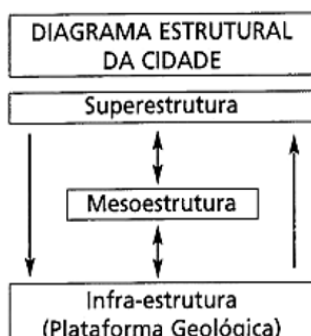 DIAGRAMA ESTRUTURAL
DA CIDADE
Superestrutura
Mesoestrutura
Infra-estrutura
(Plataforma Geológica)